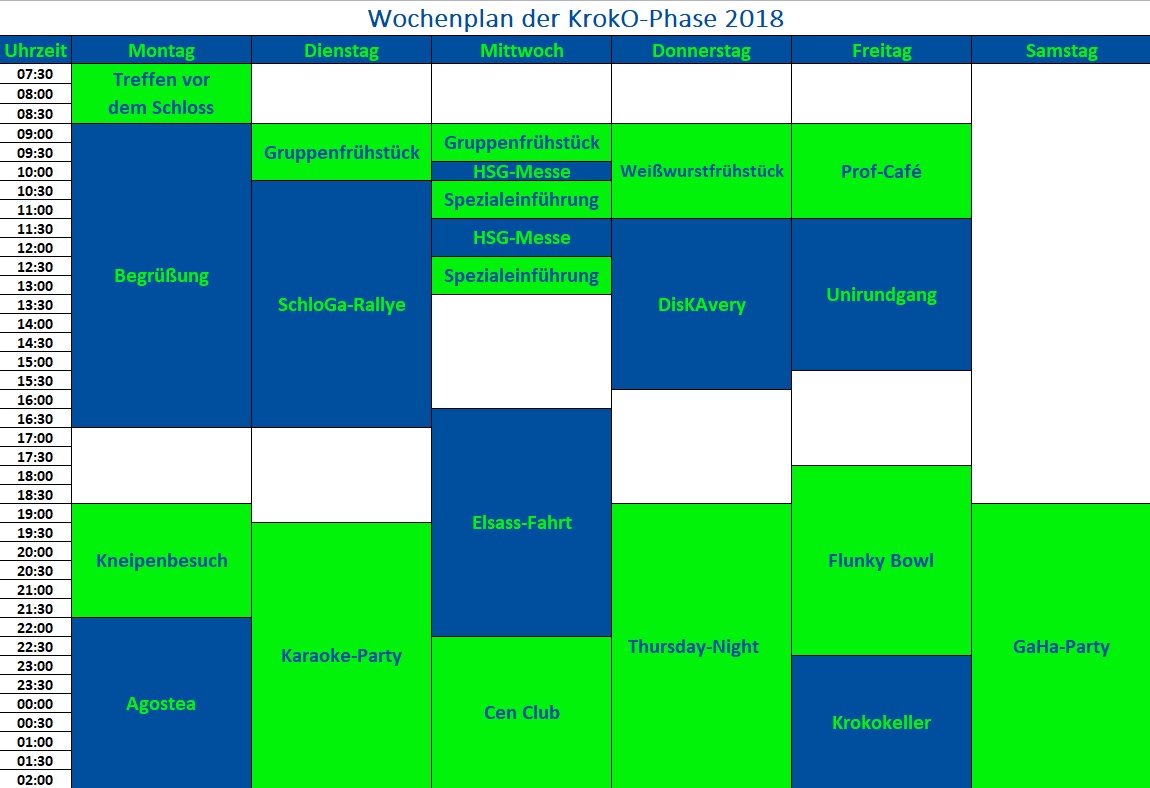 Wochenplan der KrokO-Phase 2018
Uhrzeit Montag Dienstag Mittwoch Donnerstag Freitag Samstag
07:30
Treffen vor
08:00
dem Schloss
08:30
09:00
Gruppenfrühstück
09:30
Gruppenfrühstück
10:00 HSG-Messe Weißwurstfrühstück Prof-Café
10:30
Spezialeinführung
11:00
11:30
HSG-Messe
12:00
12:30
Begrüßung Spezialeinführung
13:00
Unirundgang
13:30 SchloGa-Rallye DisKAvery
14:00
14:30
15:00
15:30
16:00
16:30
17:00
17:30
18:00
18:30
19:00
19:30 Elsass-Fahrt
20:00
Kneipenbesuch Flunky Bowl
20:30
21:00
21:30
22:00
22:30 Thursday-Night GaHa-Party
23:00 Karaoke-Party
23:30
00:00 Agostea
Cen Club
00:30 Krokokeller
01:00
01:30
02:00